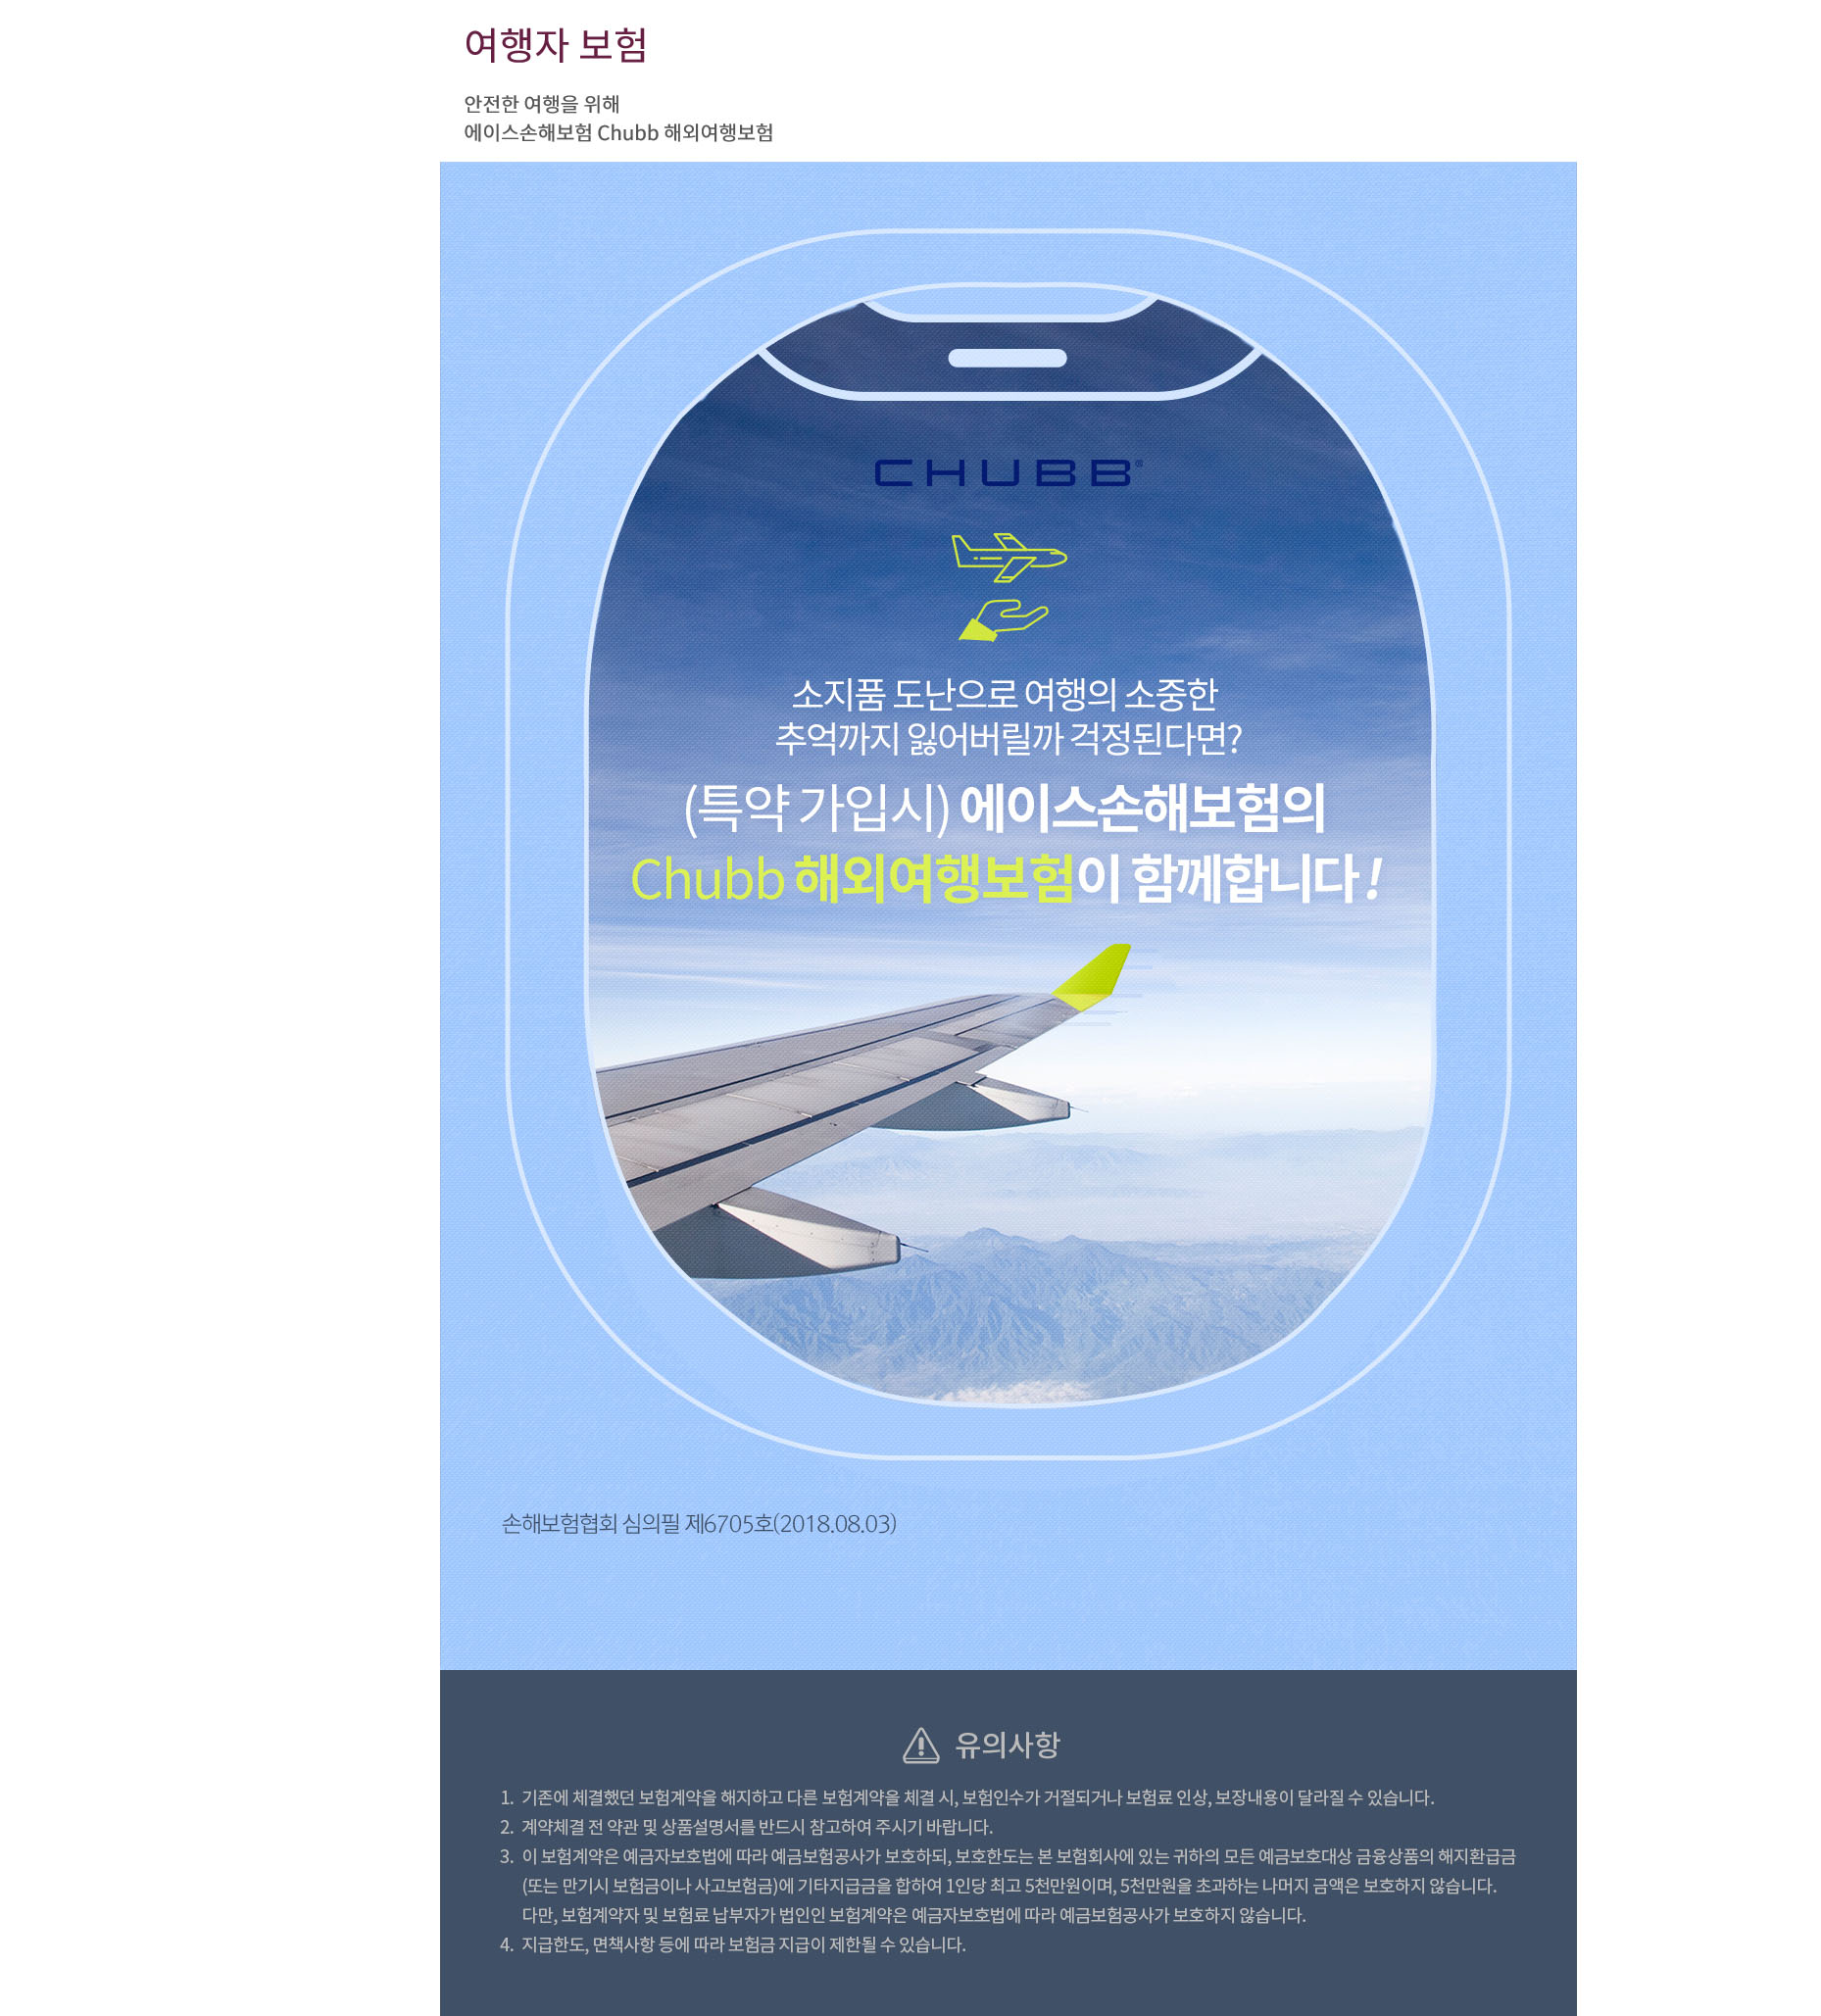 여행자 보험
안전한 여행을 위해
에이스손해보험 Chubb 해외여행보험
CHUBB®
소지품 도난으로 여행의 소중한
추억까지 잃어버릴까 걱정된다면?
(특약 가입시) 에이스손해보험의
Chubb 해외여행보험이 함께합니다!
손해보험협회 심의필 제6705호(2018.08.03)
유의사항
1. 기존에 체결했던 보험계약을 해지하고 다른 보험계약을 체결 시, 보험인수가 거절되거나 보험료 인상, 보장내용이 달라질 수 있습니다.
2. 계약체결 전 약관 및 상품설명서를 반드시 참고하여 주시기 바랍니다.
3. 이 보험계약은 예금자보호법에 따라 예금보험공사가 보호하되, 보호한도는 본 보험회사에 있는 귀하의 모든 예금보호대상 금융상품의 해지환급금
(또는 만기시 보험금이나 사고보험금)에 기타지급금을 합하여 1인당 최고 5천만원이며, 5천만원을 초과하는 나머지 금액은 보호하지 않습니다.
다만, 보험계약자 및 보험료 납부자가 법인인 보험계약은 예금자보호법에 따라 예금보험공사가 보호하지 않습니다.
4. 지급한도, 면책사항 등에 따라 보험금 지급이 제한될 수 있습니다.